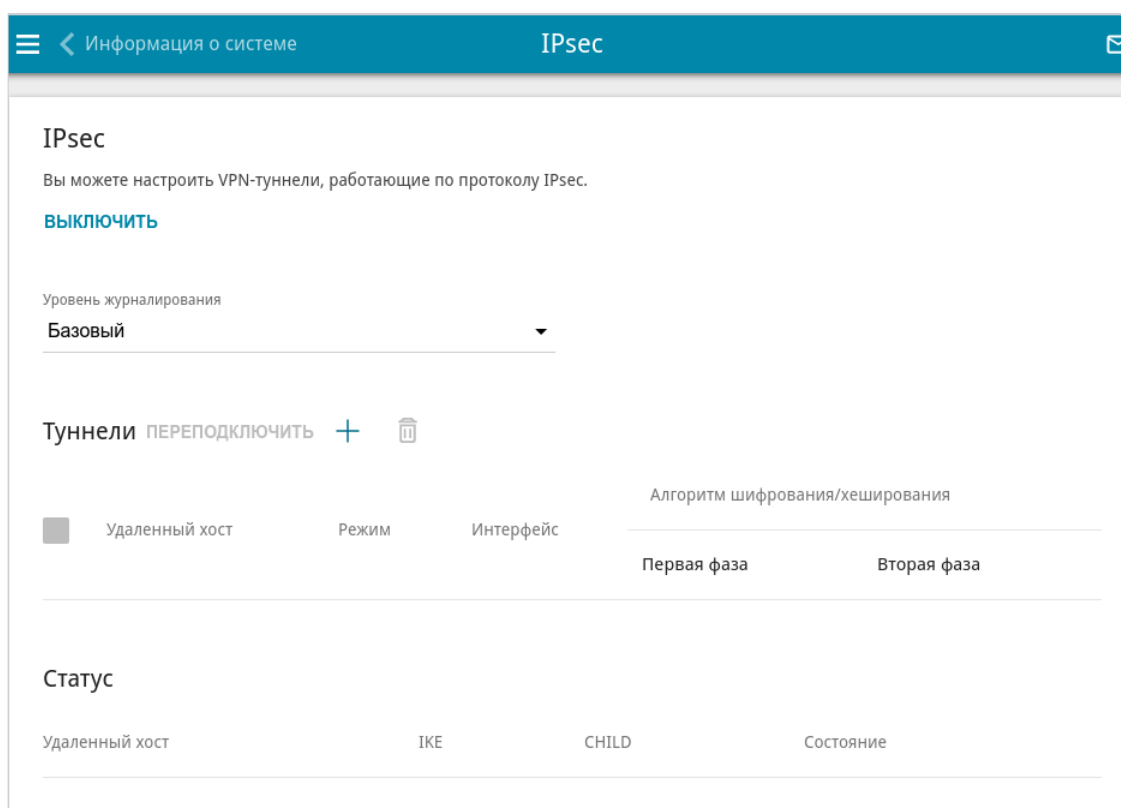 Информация о системе
IPsec
IPsec
Вы можете настроить VPN-туннели, работающие по протоколу IPsec.
ВЫКЛЮЧИТЬ
Уровень журналирования
Базовый
Туннели ПЕРЕПОДКЛЮЧИТЬ
Алгоритм шифрования/хеширования
Удаленный хост Режим Интерфейс
Первая фаза Вторая фаза
Статус
Удаленный хост IKE CHILD Состояние